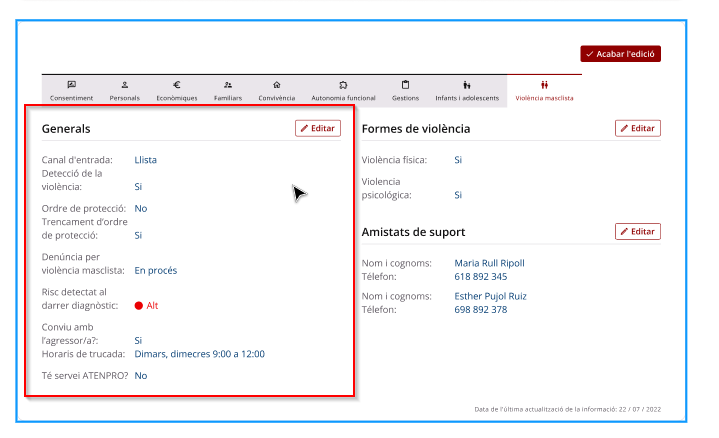 Acabar l'edició
Consentiment Personals Econòmiques Familiars Convivència Autonomia funcional Gestions Infants i adolescents Violència masclista
Generals
Editar
Canal d'entrada: Llista
Detecció de la
violència: Si
Ordre de protecció: No
Trencament d'ordre
de protecció: Si
Denúncia per
violència masclista: En procés
Risc detectat al
darrer diagnòstic: Alt
Conviu amb
l'agressor/a?: Si
Horaris de trucada: Dimars, dimecres 9:00 a 12:00
Té servei ATENPRO? No
Formes de violència
Editar
Violència física: Si
Violencia
psicològica: Si
Amistats de suport
Editar
Nom i cognoms: Maria Rull Ripoll
Télefon: 618 892 345
Nom i cognoms: Esther Pujol Ruiz
Télefon: 698 892 378
Data de l'última actualització de la informació: 22 / 07 / 2022